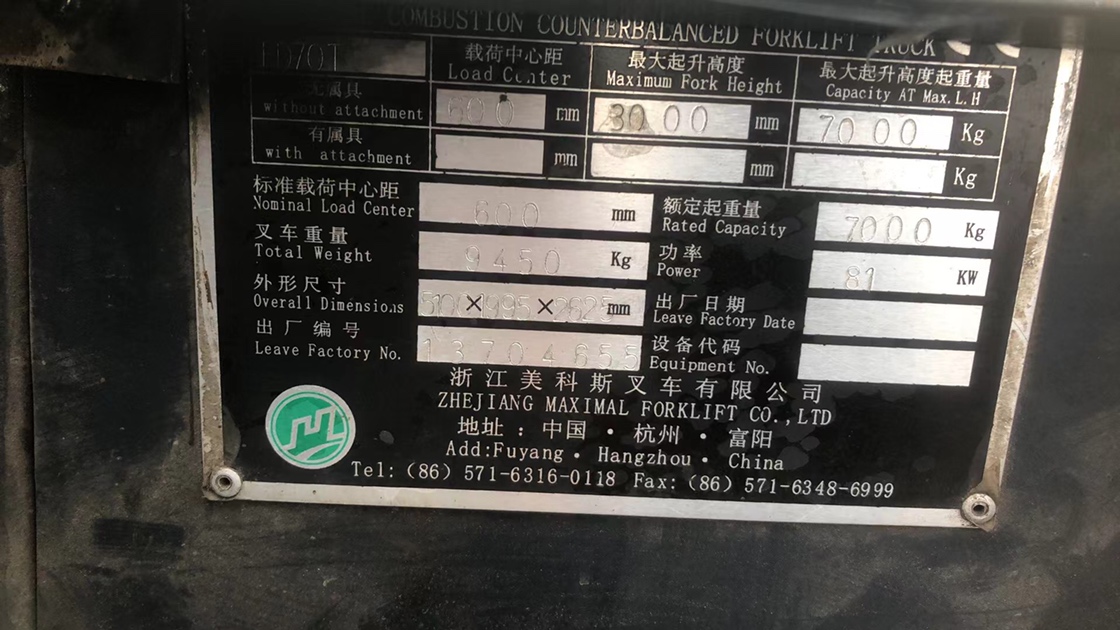 COMBUSTION COUNTERBALANCED FORKLIFT TRUCK
FD70T 载荷中心距 最大起升高度 最大起升高度起重量
Load Center Maximum Fork Height Capacity AT Max.L.H
无属具
without attachment 600 mm 3000 mm 7000 Kg
有属具
with attachment mm mm Kg
标准载荷中心距 额定起重量
Nominal Load Center 600 mm Rated Capacity 7000 Kg
叉车重量 功率
Total Weight 9450 Kg Power 81 KW
外形尺寸 出厂日期
Overall Dimensions × 1995 × mm Leave Factory Date
出厂编号 设备代码
Leave Factory No. 13704855 Equipment No.
浙江美科斯叉车有限公司
ZHEJIANG MAXIMAL FORKLIFT CO.,LTD
地址：中国·杭州·富阳
Add:Fuyang·Hangzhou·China
Tel:(86)571-6316-0118 Fax:(86)571-6348-6999